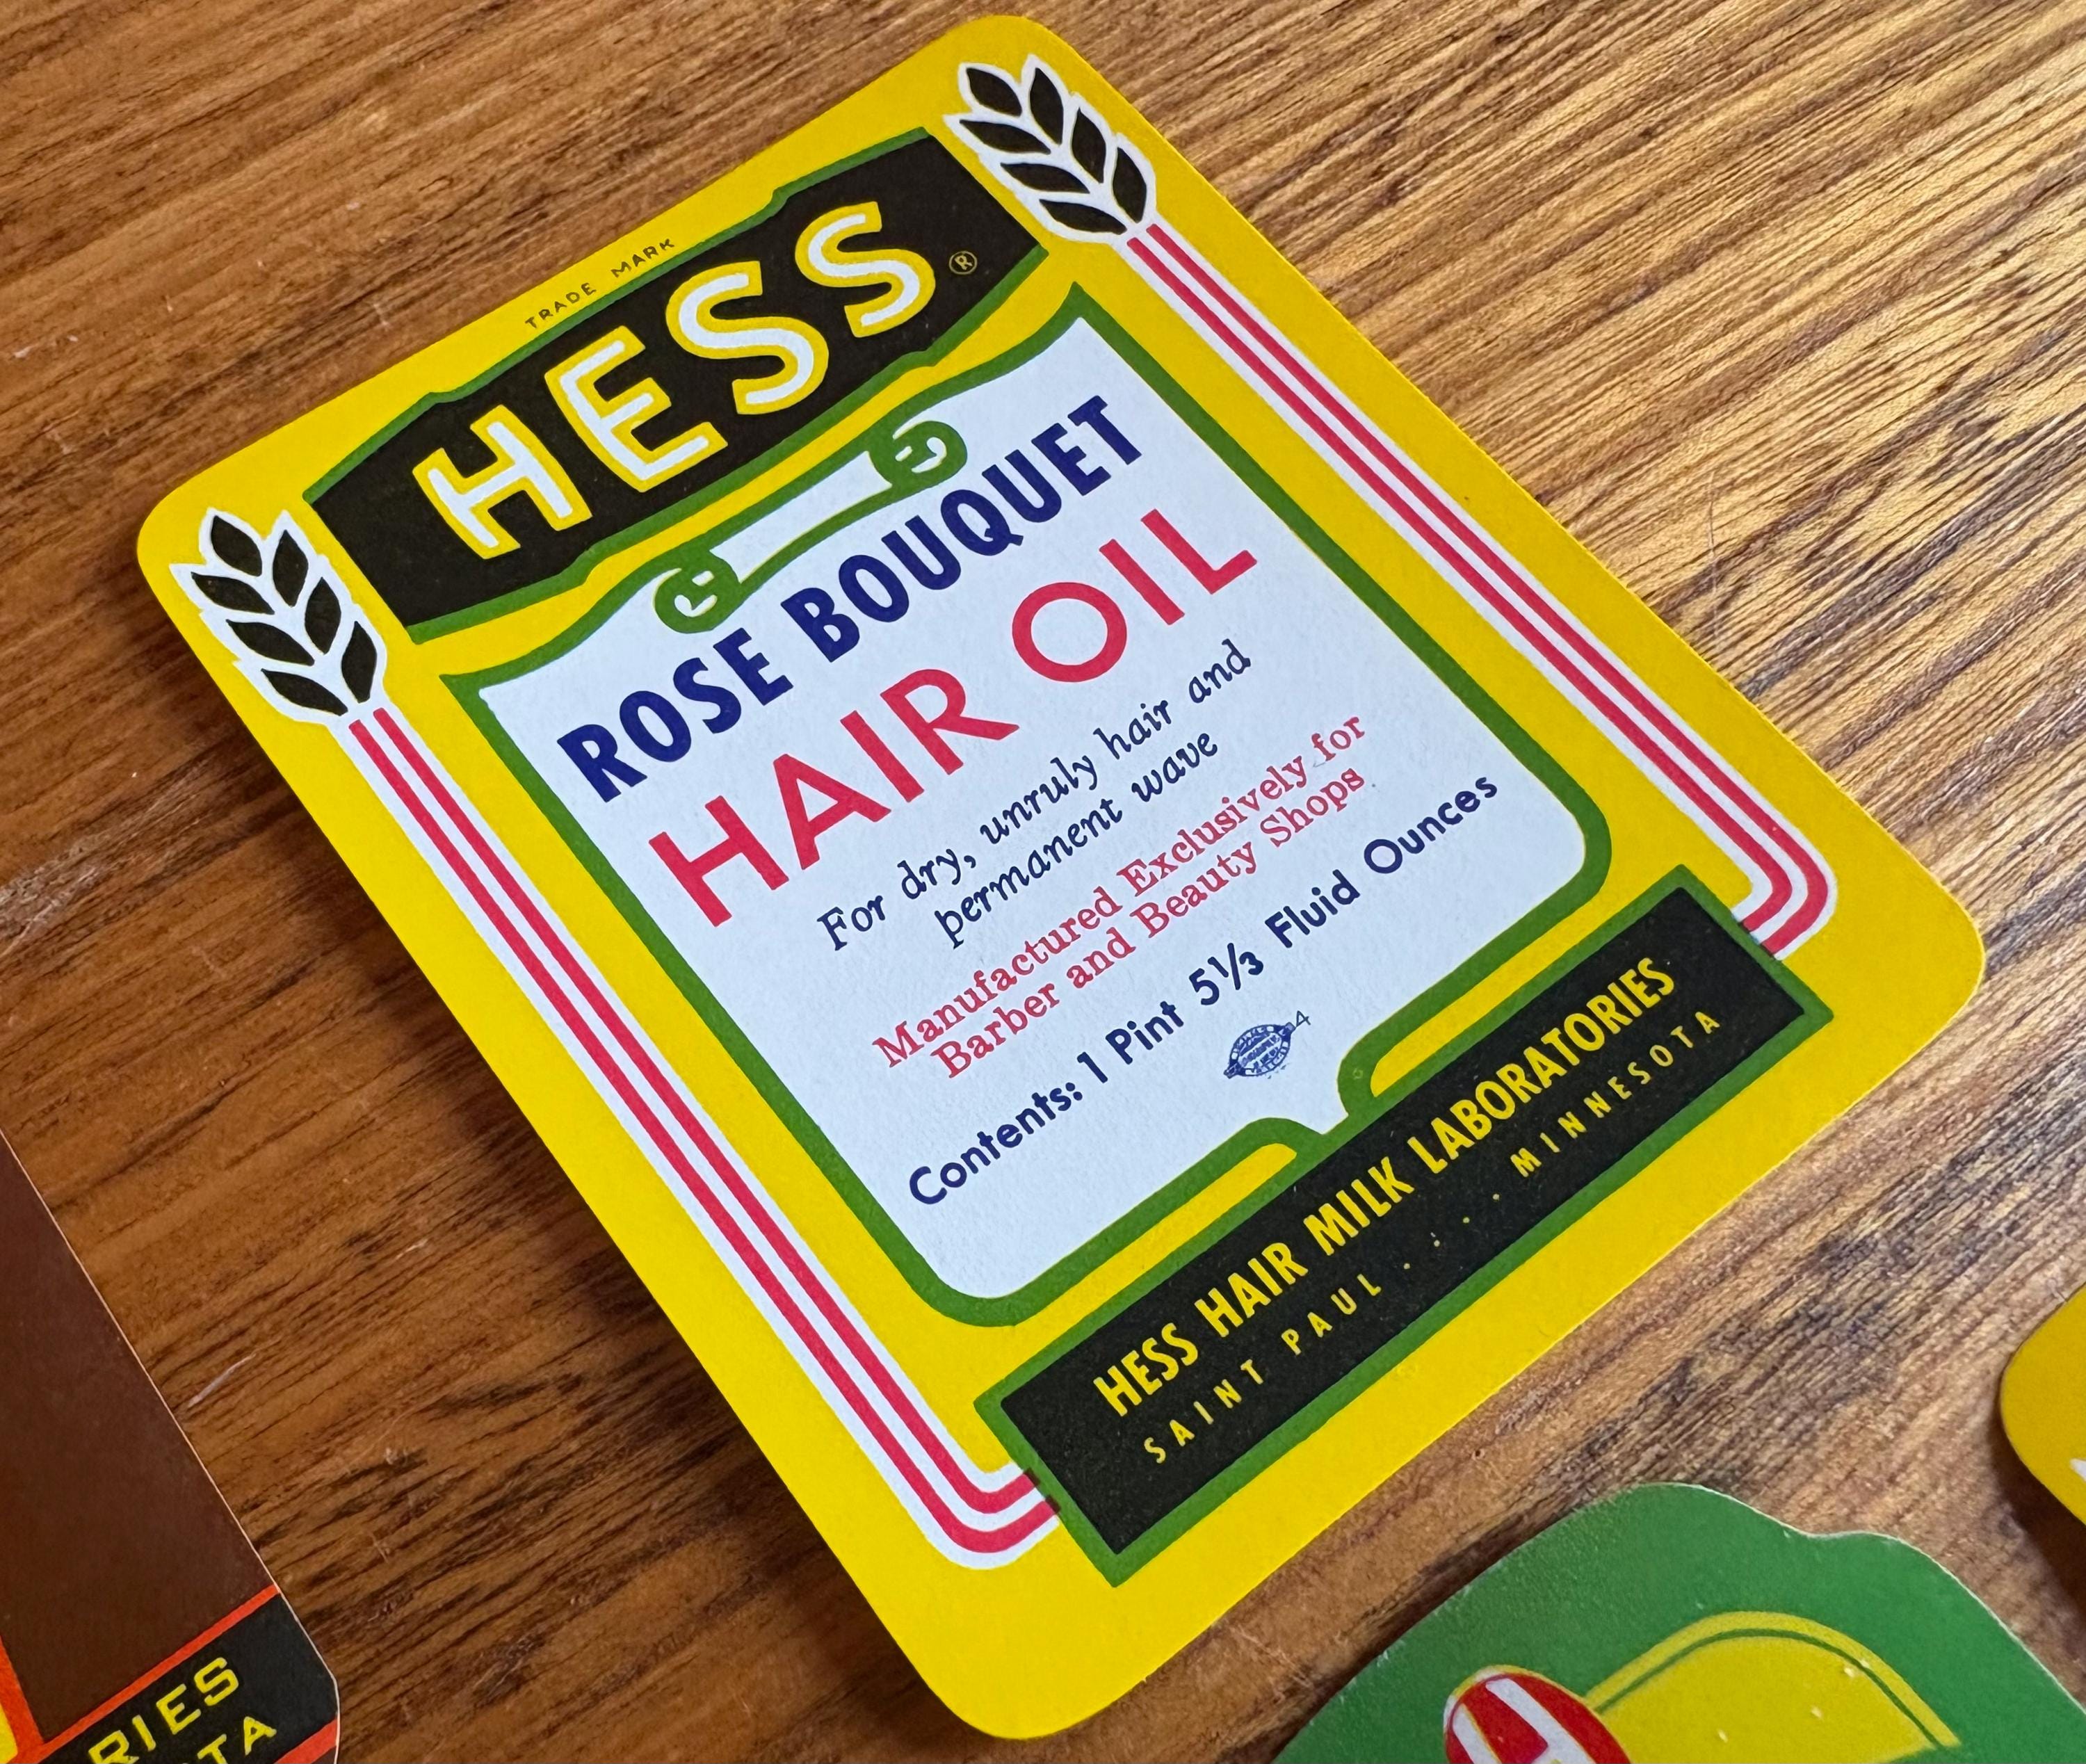 TRADE MARK
HESS®
ROSE BOUQUET
HAIR OIL
For dry, unruly hair and
permanent wave
Manufactured Exclusively for
Barber and Beauty Shops
Contents: 1 Pint 5⅓ Fluid Ounces
4
HESS HAIR MILK LABORATORIES
SAINT PAUL . . . . MINNESOTA
RIES
TA
H